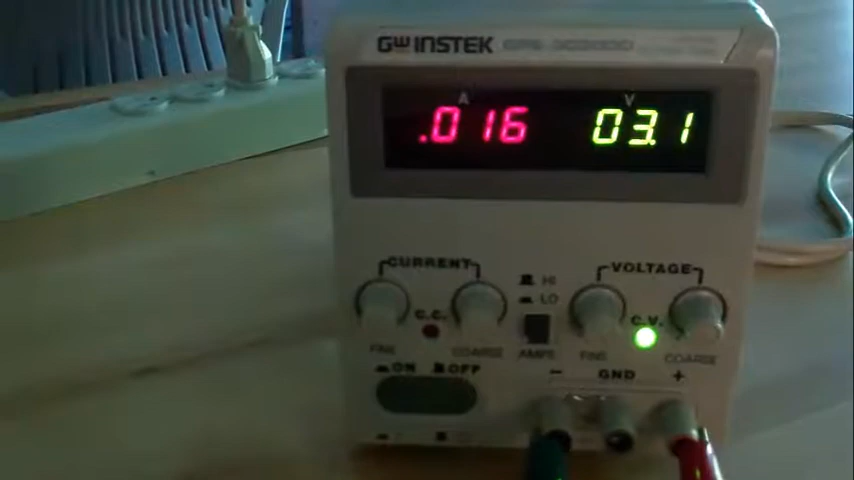 GW INSTEK
A V
.016 03.1
CURRENT HI VOLTAGE
LO
C.C. C.V.
FINE COARSE AMPS FINE COARSE
ON OFF
- GND +